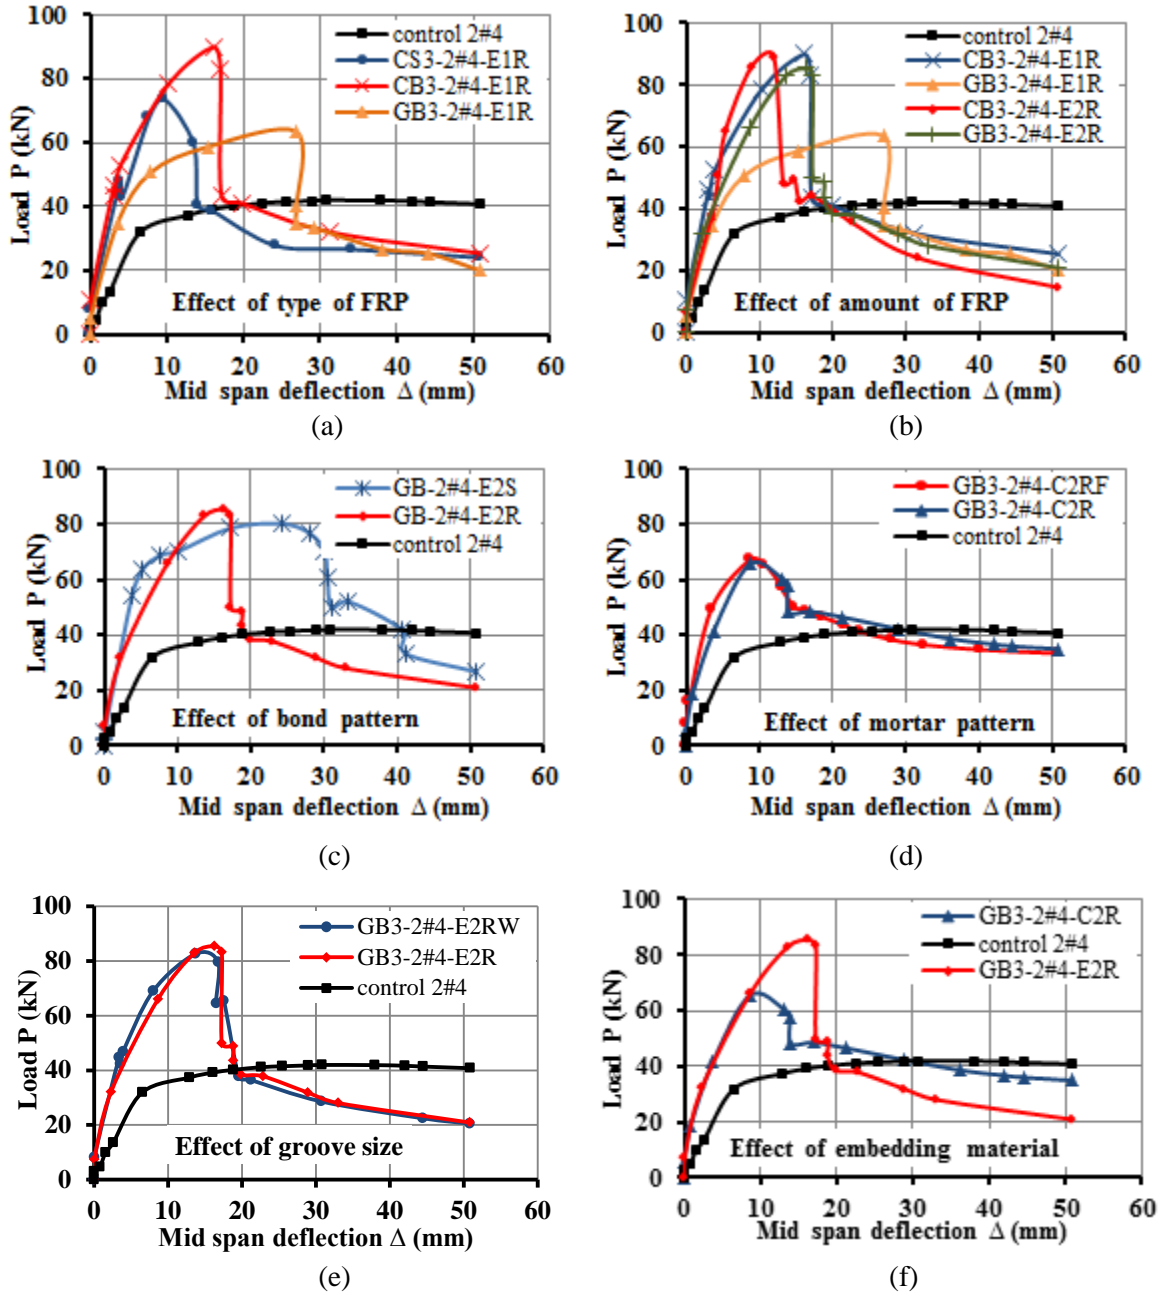 100
80
60
40
20
0
Load P (kN)
control 2#4
CS3-2#4-E1R
CB3-2#4-E1R
GB3-2#4-E1R
Effect of type of FRP
0 10 20 30 40 50 60
Mid span deflection Δ (mm)
(a)
100
80
60
40
20
0
Load P (kN)
control 2#4
CB3-2#4-E1R
GB3-2#4-E1R
CB3-2#4-E2R
GB3-2#4-E2R
Effect of amount of FRP
0 10 20 30 40 50 60
Mid span deflection Δ (mm)
(b)
100
80
60
40
20
0
Load P (kN)
GB-2#4-E2S
GB-2#4-E2R
control 2#4
Effect of bond pattern
0 10 20 30 40 50 60
Mid span deflection Δ (mm)
(c)
100
80
60
40
20
0
Load P (kN)
GB3-2#4-C2RF
GB3-2#4-C2R
control 2#4
Effect of mortar pattern
0 10 20 30 40 50 60
Mid span deflection Δ (mm)
(d)
100
80
60
40
20
0
Load P (kN)
GB3-2#4-E2RW
GB3-2#4-E2R
control 2#4
Effect of groove size
0 10 20 30 40 50 60
Mid span deflection Δ (mm)
(e)
100
80
60
40
20
0
Load P (kN)
GB3-2#4-C2R
control 2#4
GB3-2#4-E2R
Effect of embedding material
0 10 20 30 40 50 60
Mid span deflection Δ (mm)
(f)